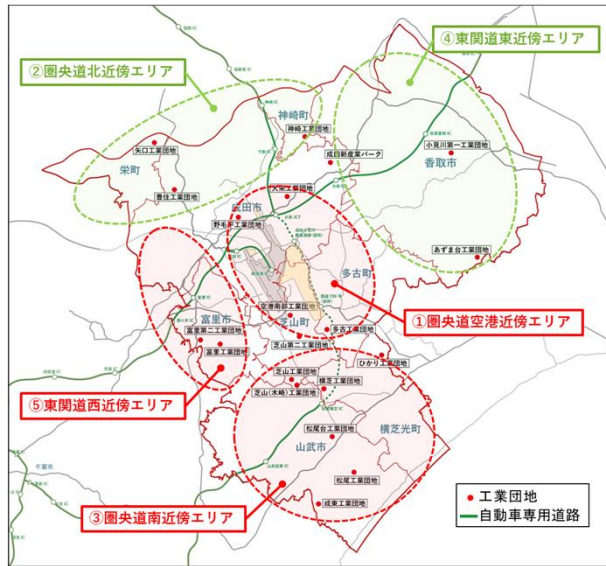 ④東関道東近傍エリア
②圏央道北近傍エリア
神崎町
神崎工業団地
成田新産業パーク
矢口工業団地
小見川第一工業団地
香取市
栄町
豊住工業団地
大栄工業団地
成田市
野毛平工業団地
あずま台工業団地
多古町
空港南部工業団地
①圏央道空港近傍エリア
富里市
芝山町
多古工業団地
富里第二工業団地
芝山第二工業団地
富里工業団地
ひかり工業団地
芝山工業団地
横芝工業団地
芝山(木崎)工業団地
⑤東関道西近傍エリア
松尾台工業団地
横芝光町
山武市
千葉市
松尾工業団地
③圏央道南近傍エリア
成東工業団地
工業団地
自動車専用道路